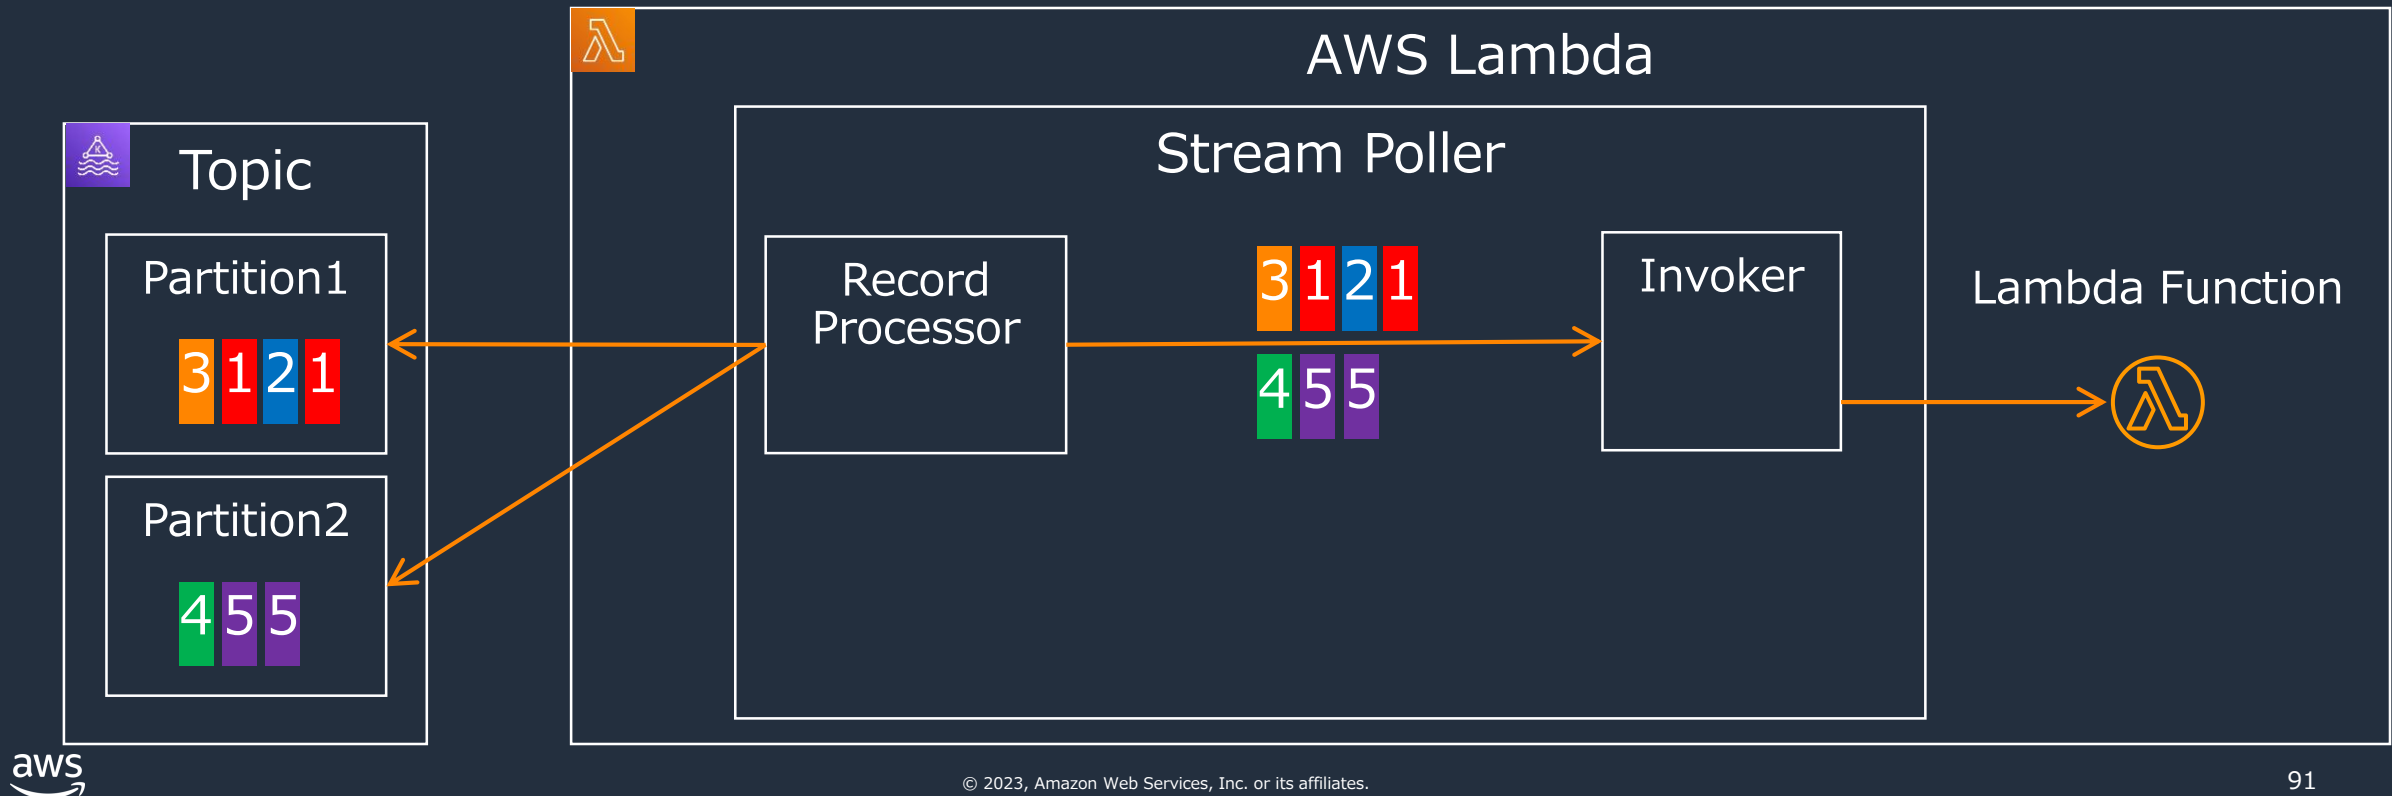 AWS Lambda
Stream Poller
Topic
Partition1
3 1 2 1
Partition2
4 5 5
Record
Processor
3 1 2 1
4 5 5
Invoker
Lambda Function
K
aws
© 2023, Amazon Web Services, Inc. or its affiliates.
91